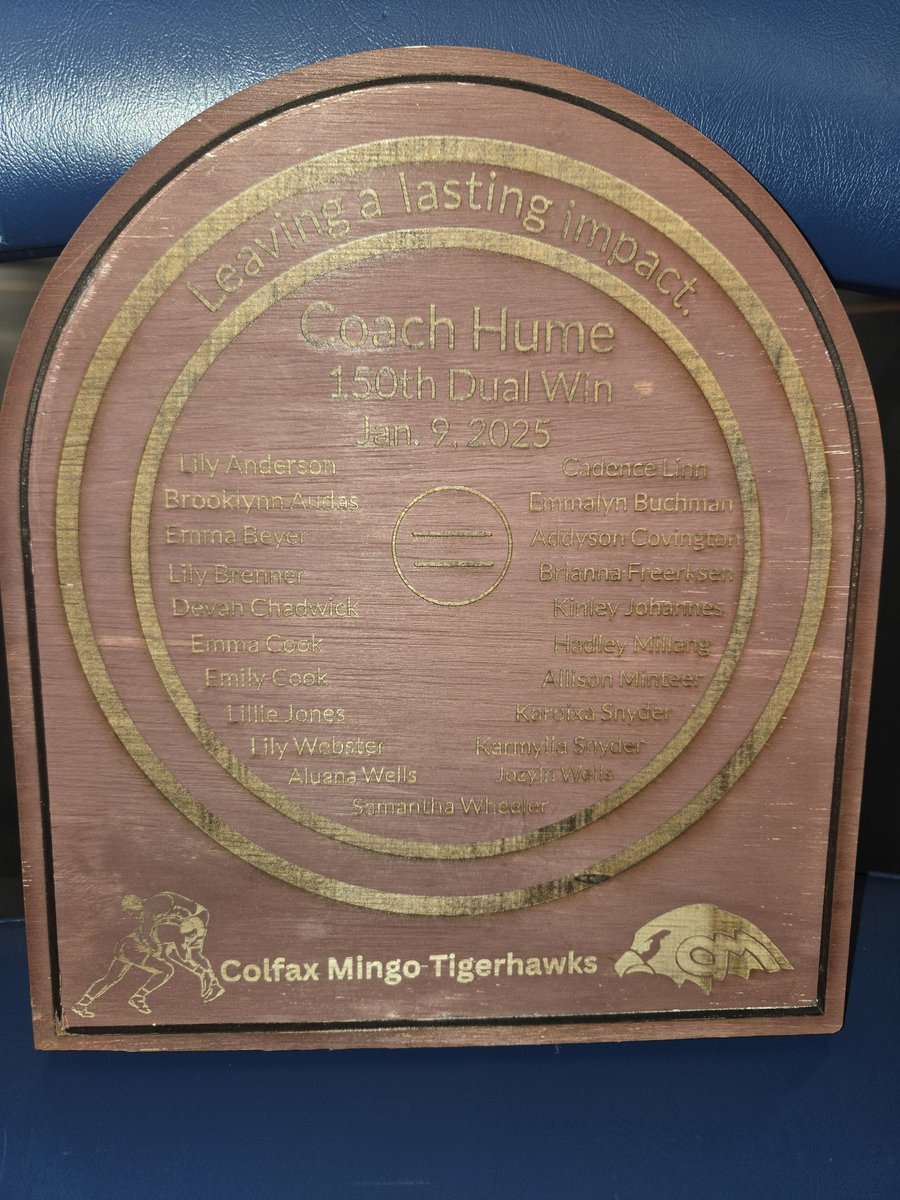 Leaving a lasting impact.
Coach Hume
150th Dual Win
Jan. 9, 2025
Lily Anderson
Brooklynn Audas
Emma Beyer
Lily Brenner
Devan Chadwick
Emma Cook
Emily Cook
Lillie Jones
Lily Webster
Aluana Wells
Cadence Linn
Emmalyn Buchman
Addyson Covington
Brianna Freerksen
Kinley Johannes
Hadley Millang
Allison Minteer
Karoixa Snyder
Karmylia Snyder
Jozyln Wells
Samantha Wheeler
Colfax Mingo Tigerhawks
CM